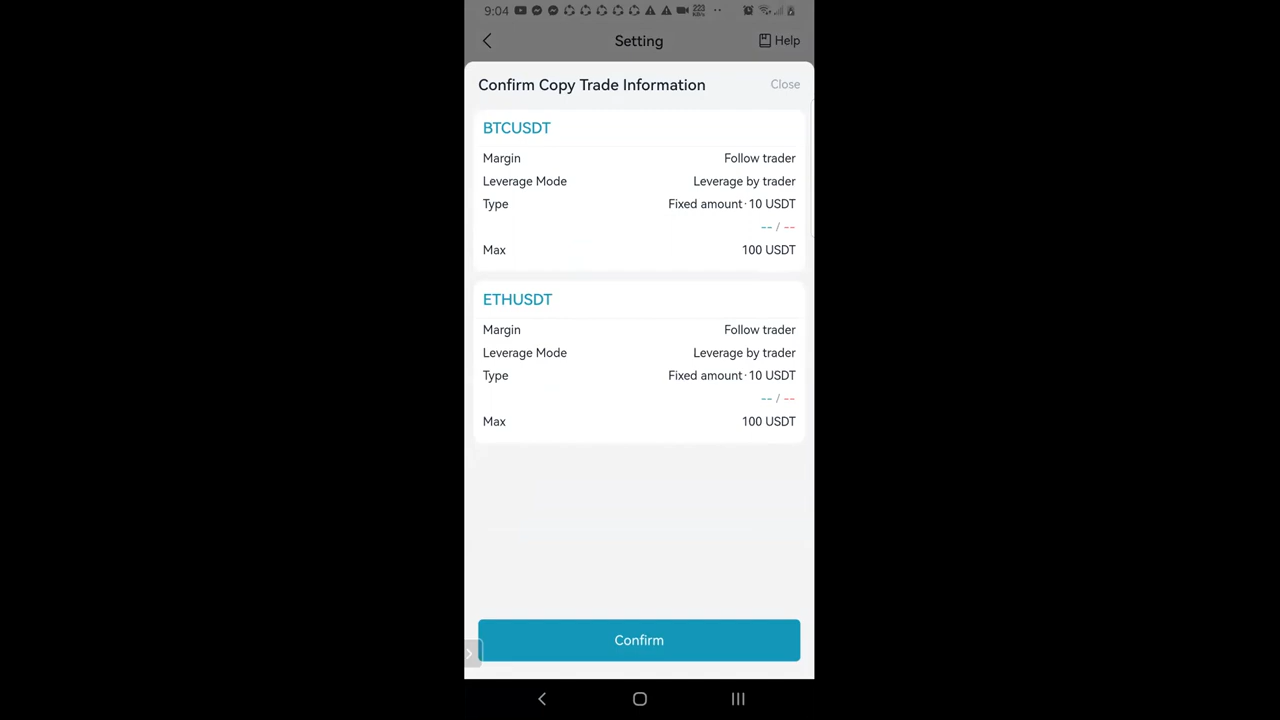 9:04 223 KB/s
Setting Help
Confirm Copy Trade Information Close
BTCUSDT
Margin Follow trader
Leverage Mode Leverage by trader
Type Fixed amount·10 USDT
-- / --
Max 100 USDT
ETHUSDT
Margin Follow trader
Leverage Mode Leverage by trader
Type Fixed amount·10 USDT
-- / --
Max 100 USDT
Confirm